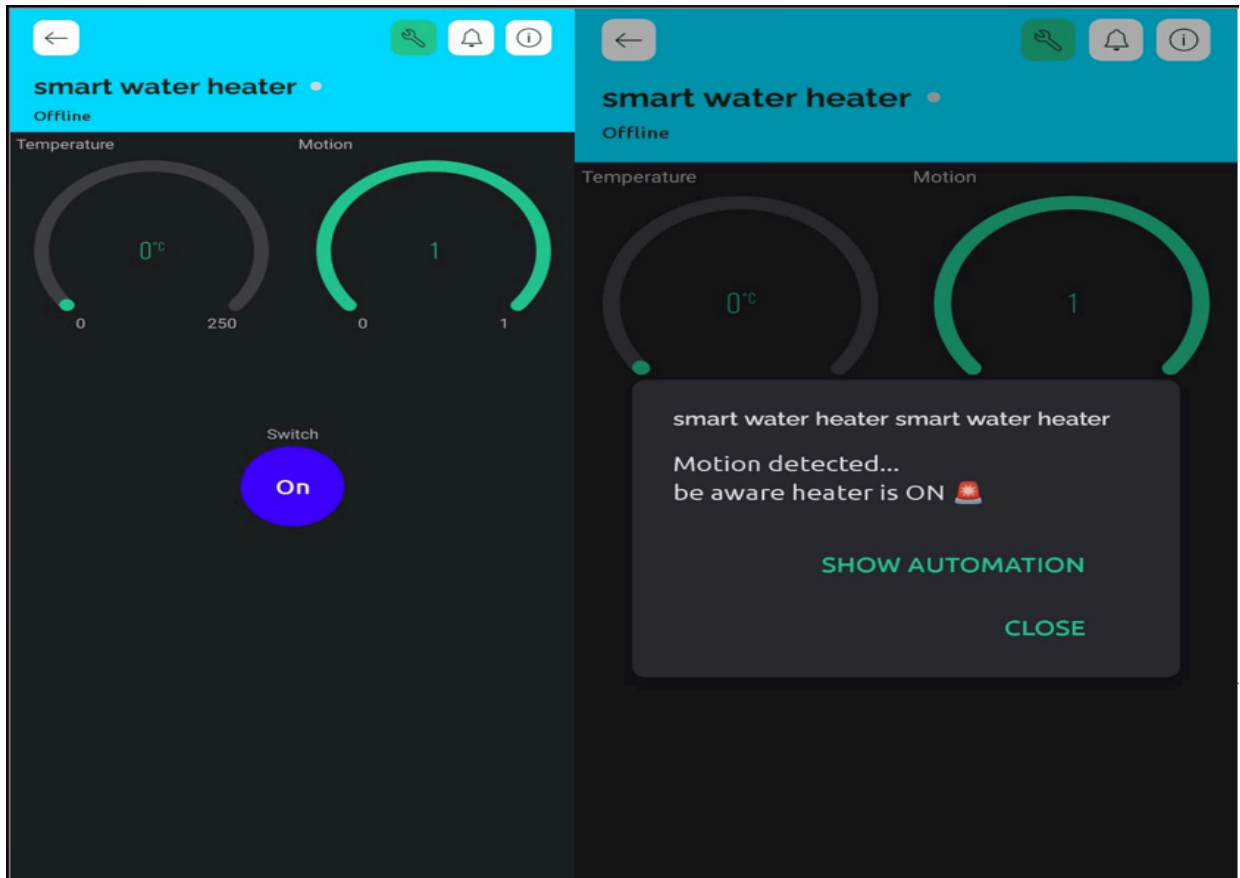 smart water heater
Offline
Temperature Motion
0°C 1
0 250 0 1
Switch
On
smart water heater
Offline
Temperature Motion
0°C 1
smart water heater smart water heater
Motion detected...
be aware heater is ON 🚨
SHOW AUTOMATION
CLOSE